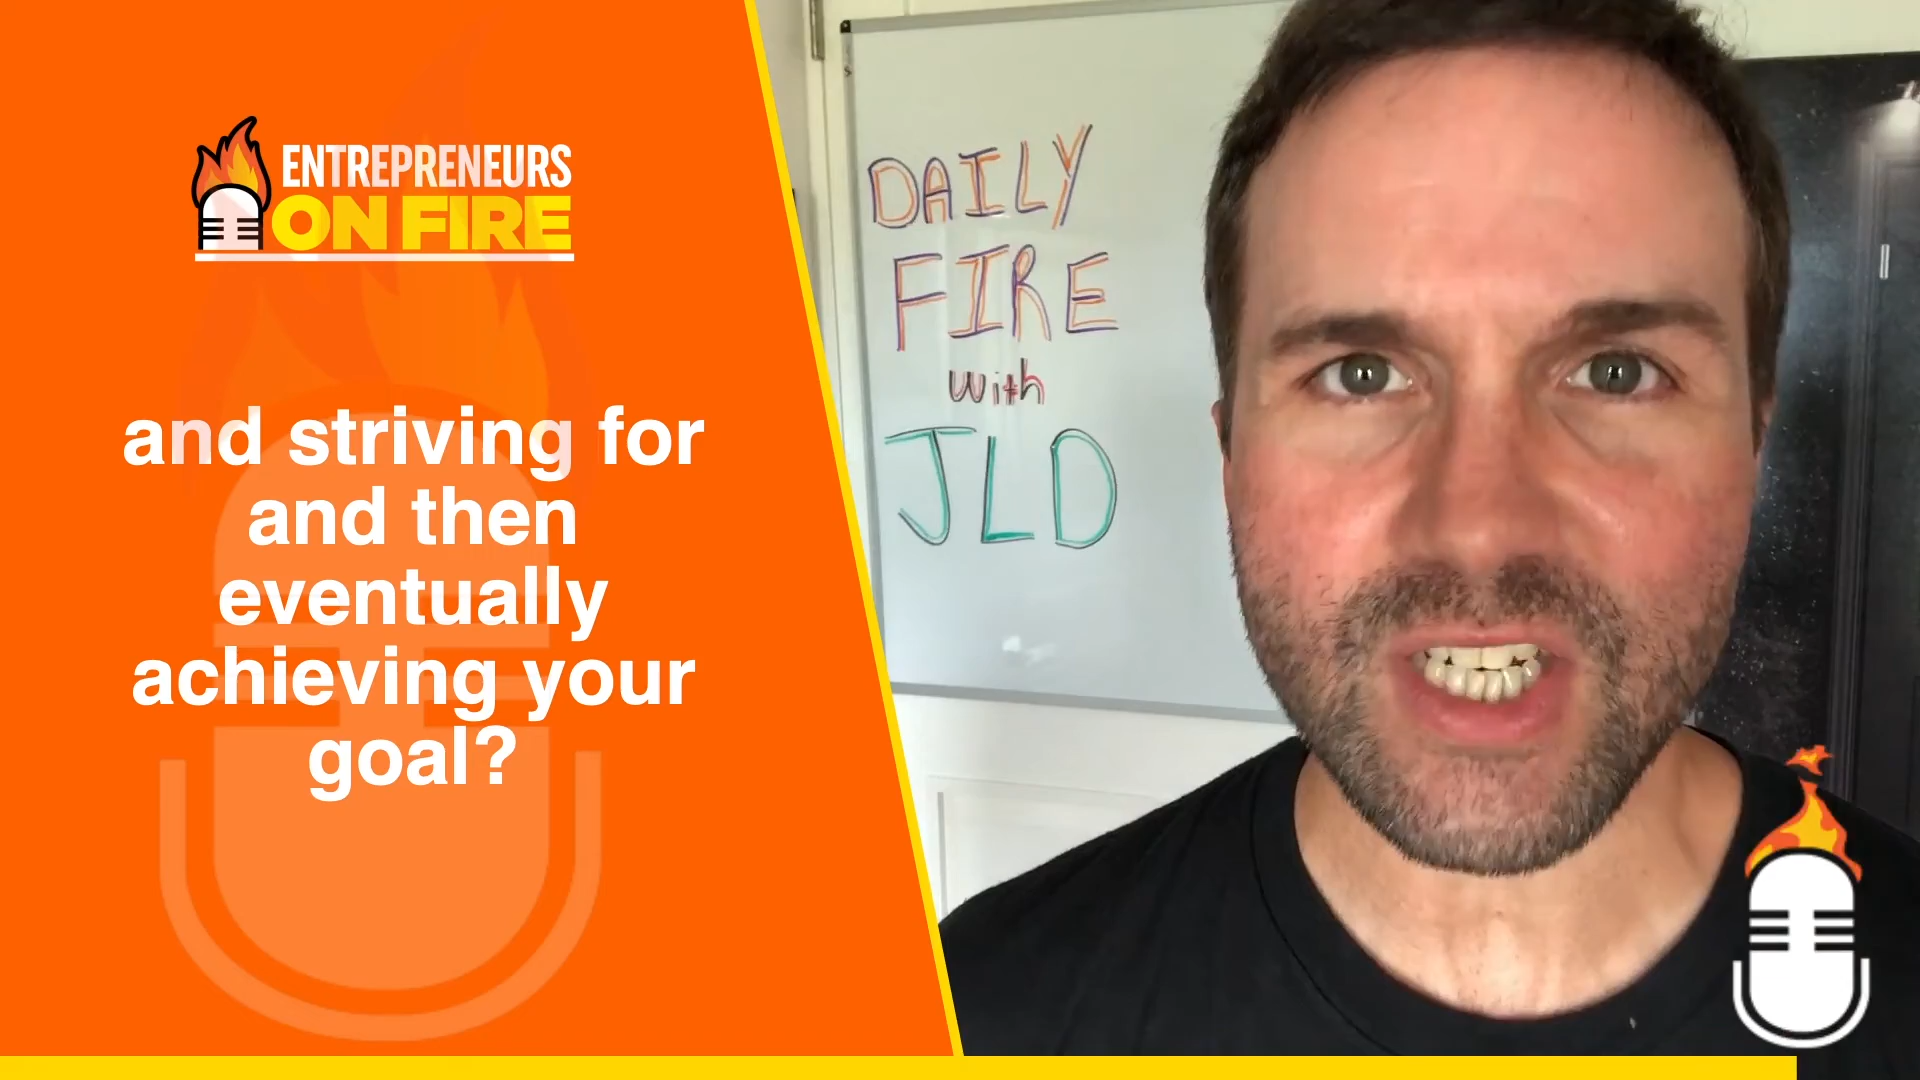 ENTREPRENEURS
ON FIRE
and striving for
and then
eventually
achieving your
goal?
DAILY
FIRE
with
JLD